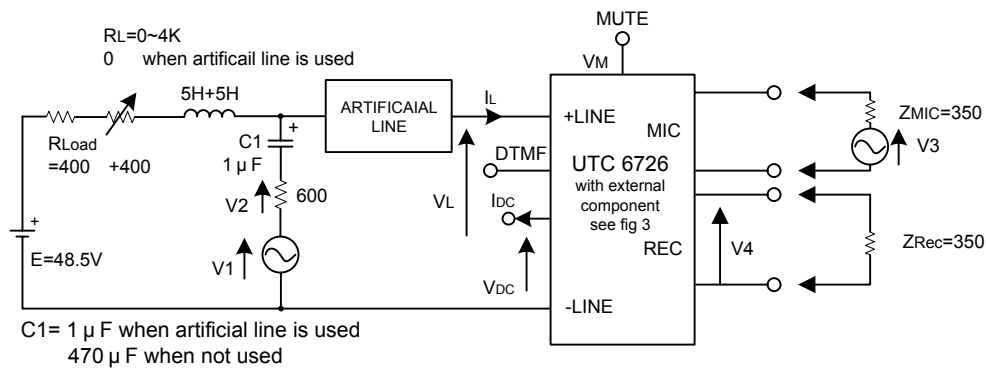 MUTE
RL=0~4K
0 when artificail line is used
VM
5H+5H
ARTIFICAIAL
LINE
IL
+LINE
MIC
ZMIC=350
V3
RLoad
=400 +400
C1
+
1 μ F
DTMF
UTC 6726
with external
component
see fig 3
V2
600
VL
IDC
+
E=48.5V
V1
VDC
REC
V4
ZRec=350
-LINE
C1= 1 μ F when artificial line is used
470 μ F when not used